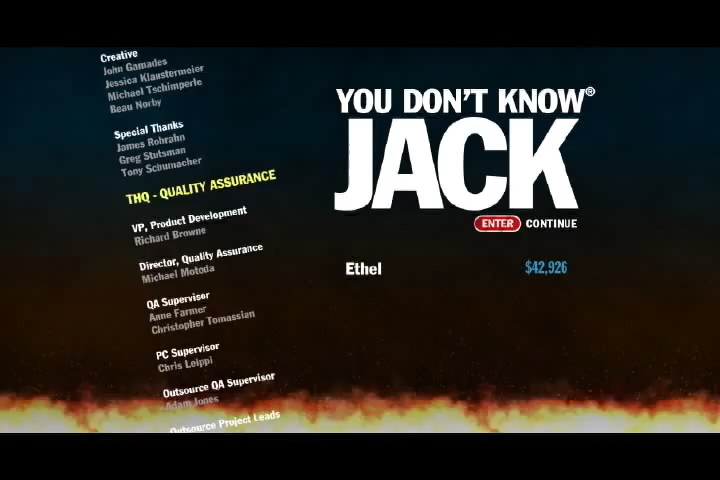 Creative
John Gamades
Jessica Klaustermeier
Michael Tschimperle
Beau Norby
Special Thanks
James Rohrahn
Greg Stutsman
Tony Schumacher
THQ - QUALITY ASSURANCE
VP, Product Development
Richard Browne
Director, Quality Assurance
Michael Motoda
QA Supervisor
Anne Farmer
Christopher Tomassian
PC Supervisor
Chris Leippi
Outsource QA Supervisor
Adam Jones
Outsource Project Leads
YOU DON'T KNOW®
JACK
ENTER CONTINUE
Ethel $42,926